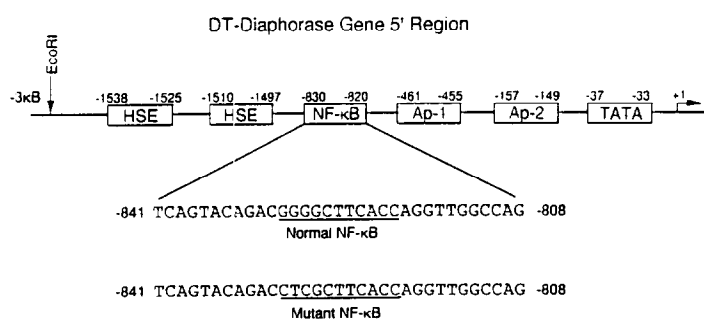 DT-Diaphorase Gene 5' Region
EcoRI
-3κB
-1538 -1525 -1510 -1497 -830 -820 -461 -455 -157 -149 -37 -33 +1
HSE HSE NF-κB Ap-1 Ap-2 TATA
-841 TCAGTACAGACGGGGCTTCACCAGGTTGGCCAG -808
Normal NF-κB
-841 TCAGTACAGACCTCGCTTCACCAGGTTGGCCAG -808
Mutant NF-κB